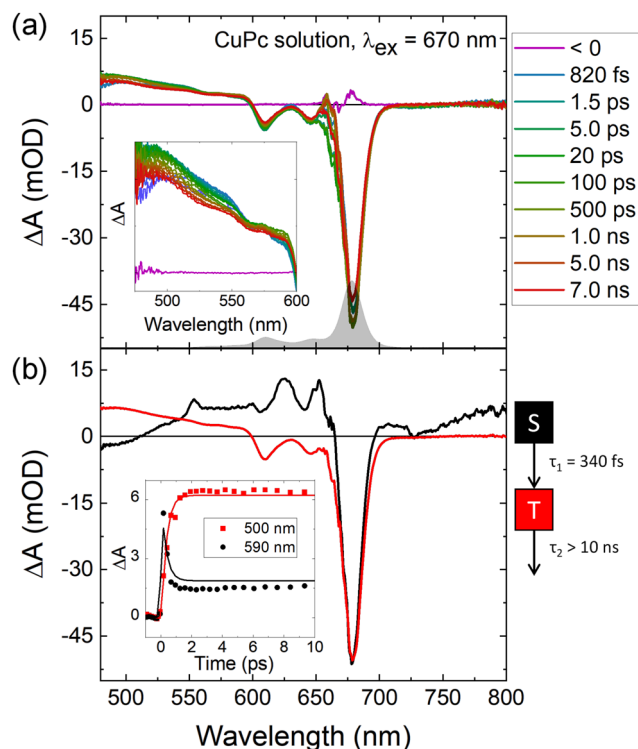 (a)
CuPc solution, λex = 670 nm
< 0
820 fs
1.5 ps
5.0 ps
20 ps
100 ps
500 ps
1.0 ns
5.0 ns
7.0 ns
15
0
-15
-30
-45
ΔA (mOD)
ΔA
500
550
600
Wavelength (nm)
(b)
15
0
-15
-30
-45
ΔA (mOD)
6
3
0
ΔA
500 nm
590 nm
0 2 4 6 8 10
Time (ps)
S
τ1 = 340 fs
T
τ2 > 10 ns
500 550 600 650 700 750 800
Wavelength (nm)